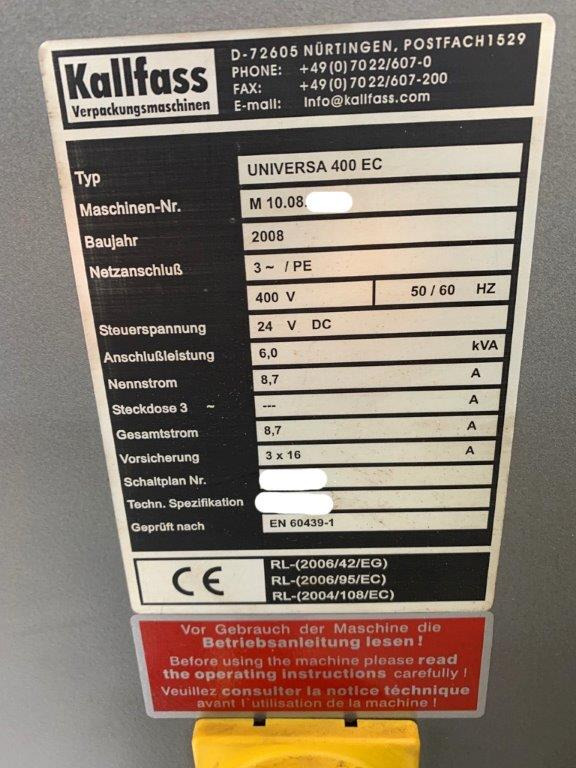 Kallfass
Verpackungsmaschinen
D-72605 NÜRTINGEN, POSTFACH1529
PHONE: +49(0)7022/607-0
FAX: +49(0)7022/607-200
E-mail: Info@kallfass.com
Typ UNIVERSA 400 EC
Maschinen-Nr. M 10.08.
Baujahr 2008
Netzanschluß 3 ~ / PE
400 V 50 / 60 HZ
Steuerspannung 24 V DC
Anschlußleistung 6,0 kVA
Nennstrom 8,7 A
Steckdose 3 ~ --- A
Gesamtstrom 8,7 A
Vorsicherung 3 x 16 A
Schaltplan Nr.
Techn. Spezifikation
Geprüft nach EN 60439-1
CE
RL-(2006/42/EG)
RL-(2006/95/EC)
RL-(2004/108/EC)
Vor Gebrauch der Maschine die
Betriebsanleitung lesen !
Before using the machine please read
the operating instructions carefully !
Veuillez consulter la notice téchnique
avant l'utilisation de la machine !